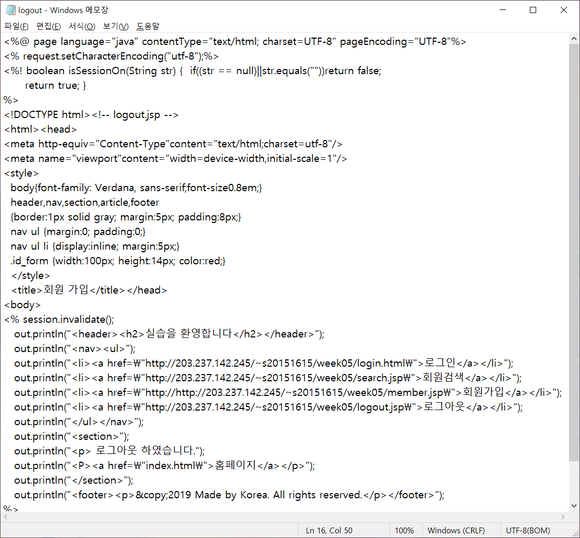 logout - Windows 메모장
파일(F) 편집(E) 서식(O) 보기(V) 도움말
<%@ page language="java" contentType="text/html; charset=UTF-8" pageEncoding="UTF-8"%>
<% request.setCharacterEncoding("utf-8");%>
<%! boolean isSessionOn(String str) {  if((str == null)||str.equals(""))return false;
return true; }
%>
<!DOCTYPE html><!-- logout.jsp -->
<html><head>
<meta http-equiv="Content-Type"content="text/html;charset=utf-8"/>
<meta name="viewport"content="width=device-width,initial-scale=1"/>
<style>
body{font-family: Verdana, sans-serif;font-size0.8em;}
header,nav,section,article,footer
{border:1px solid gray; margin:5px; padding:8px;}
nav ul {margin:0; padding:0;}
nav ul li {display:inline; margin:5px;}
.id_form {width:100px; height:14px; color:red;}
</style>
<title>회원 가입</title></head>
<body>
<% session.invalidate();
out.println("<header><h2>실습을 환영합니다</h2></header>");
out.println("<nav><ul>");
out.println("<li><a href=₩"http://203.237.142.245/~s20151615/week05/login.html₩">로그인</a></li>");
out.println("<li><a href=₩"http://203.237.142.245/~s20151615/week05/search.jsp₩">회원검색</a></li>");
out.println("<li><a href=₩"http://http://203.237.142.245/~s20151615/week05/member.jsp₩">회원가입</a></li>");
out.println("<li><a href=₩"http://203.237.142.245/~s20151615/week05/logout.jsp₩">로그아웃</a></li>");
out.println("</ul></nav>");
out.println("<section>");
out.println("<p> 로그아웃 하였습니다.");
out.println("<P><a href=₩"index.html₩">홈페이지</a></p>");
out.println("</section>");
out.println("<footer><p>&copy;2019 Made by Korea. All rights reserved.</p></footer>");
%>
Ln 16, Col 50 100% Windows (CRLF) UTF-8(BOM)